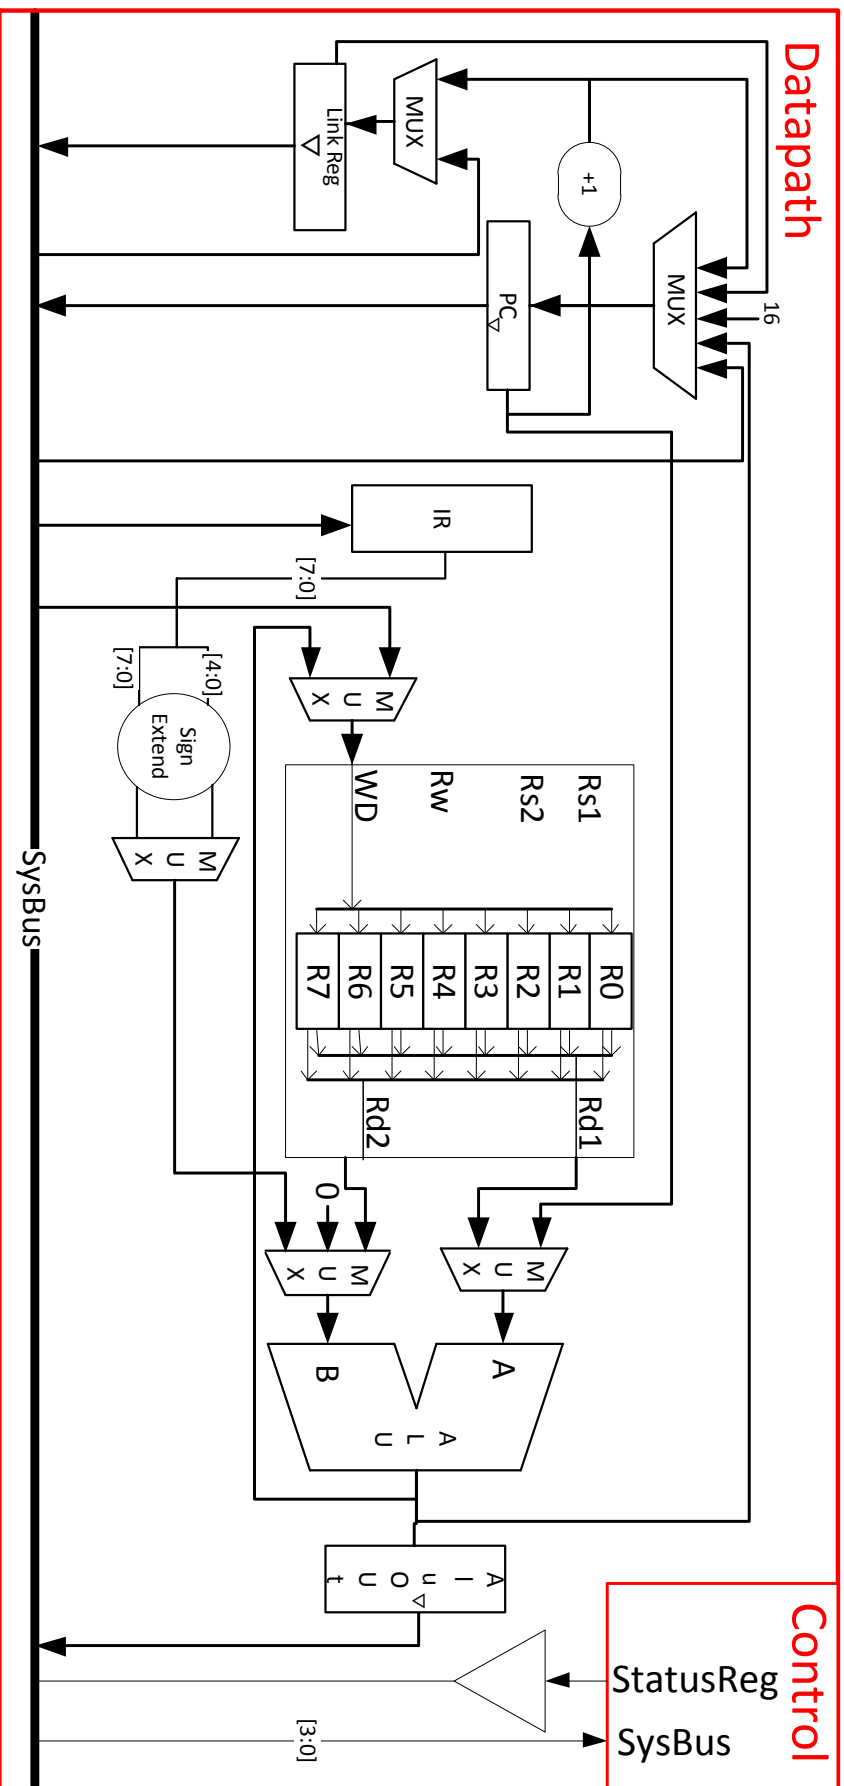 Datapath
Control
16
MUX
+1
MUX
Link Reg
PC
IR
[7:0]
[4:0]
[7:0]
Sign
Extend
MUX
MUX
Rs1
Rs2
Rw
WD
R0
R1
R2
R3
R4
R5
R6
R7
Rd1
Rd2
0
MUX
MUX
A
B
ALU
AluOUt
StatusReg
SysBus
[3:0]
SysBus